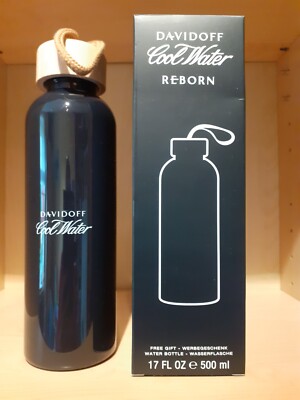 DAVIDOFF
Cool Water
DAVIDOFF
Cool Water
REBORN
FREE GIFT - WERBEGESCHENK
WATER BOTTLE - WASSERFLASCHE
17 FL OZ ℮ 500 ml